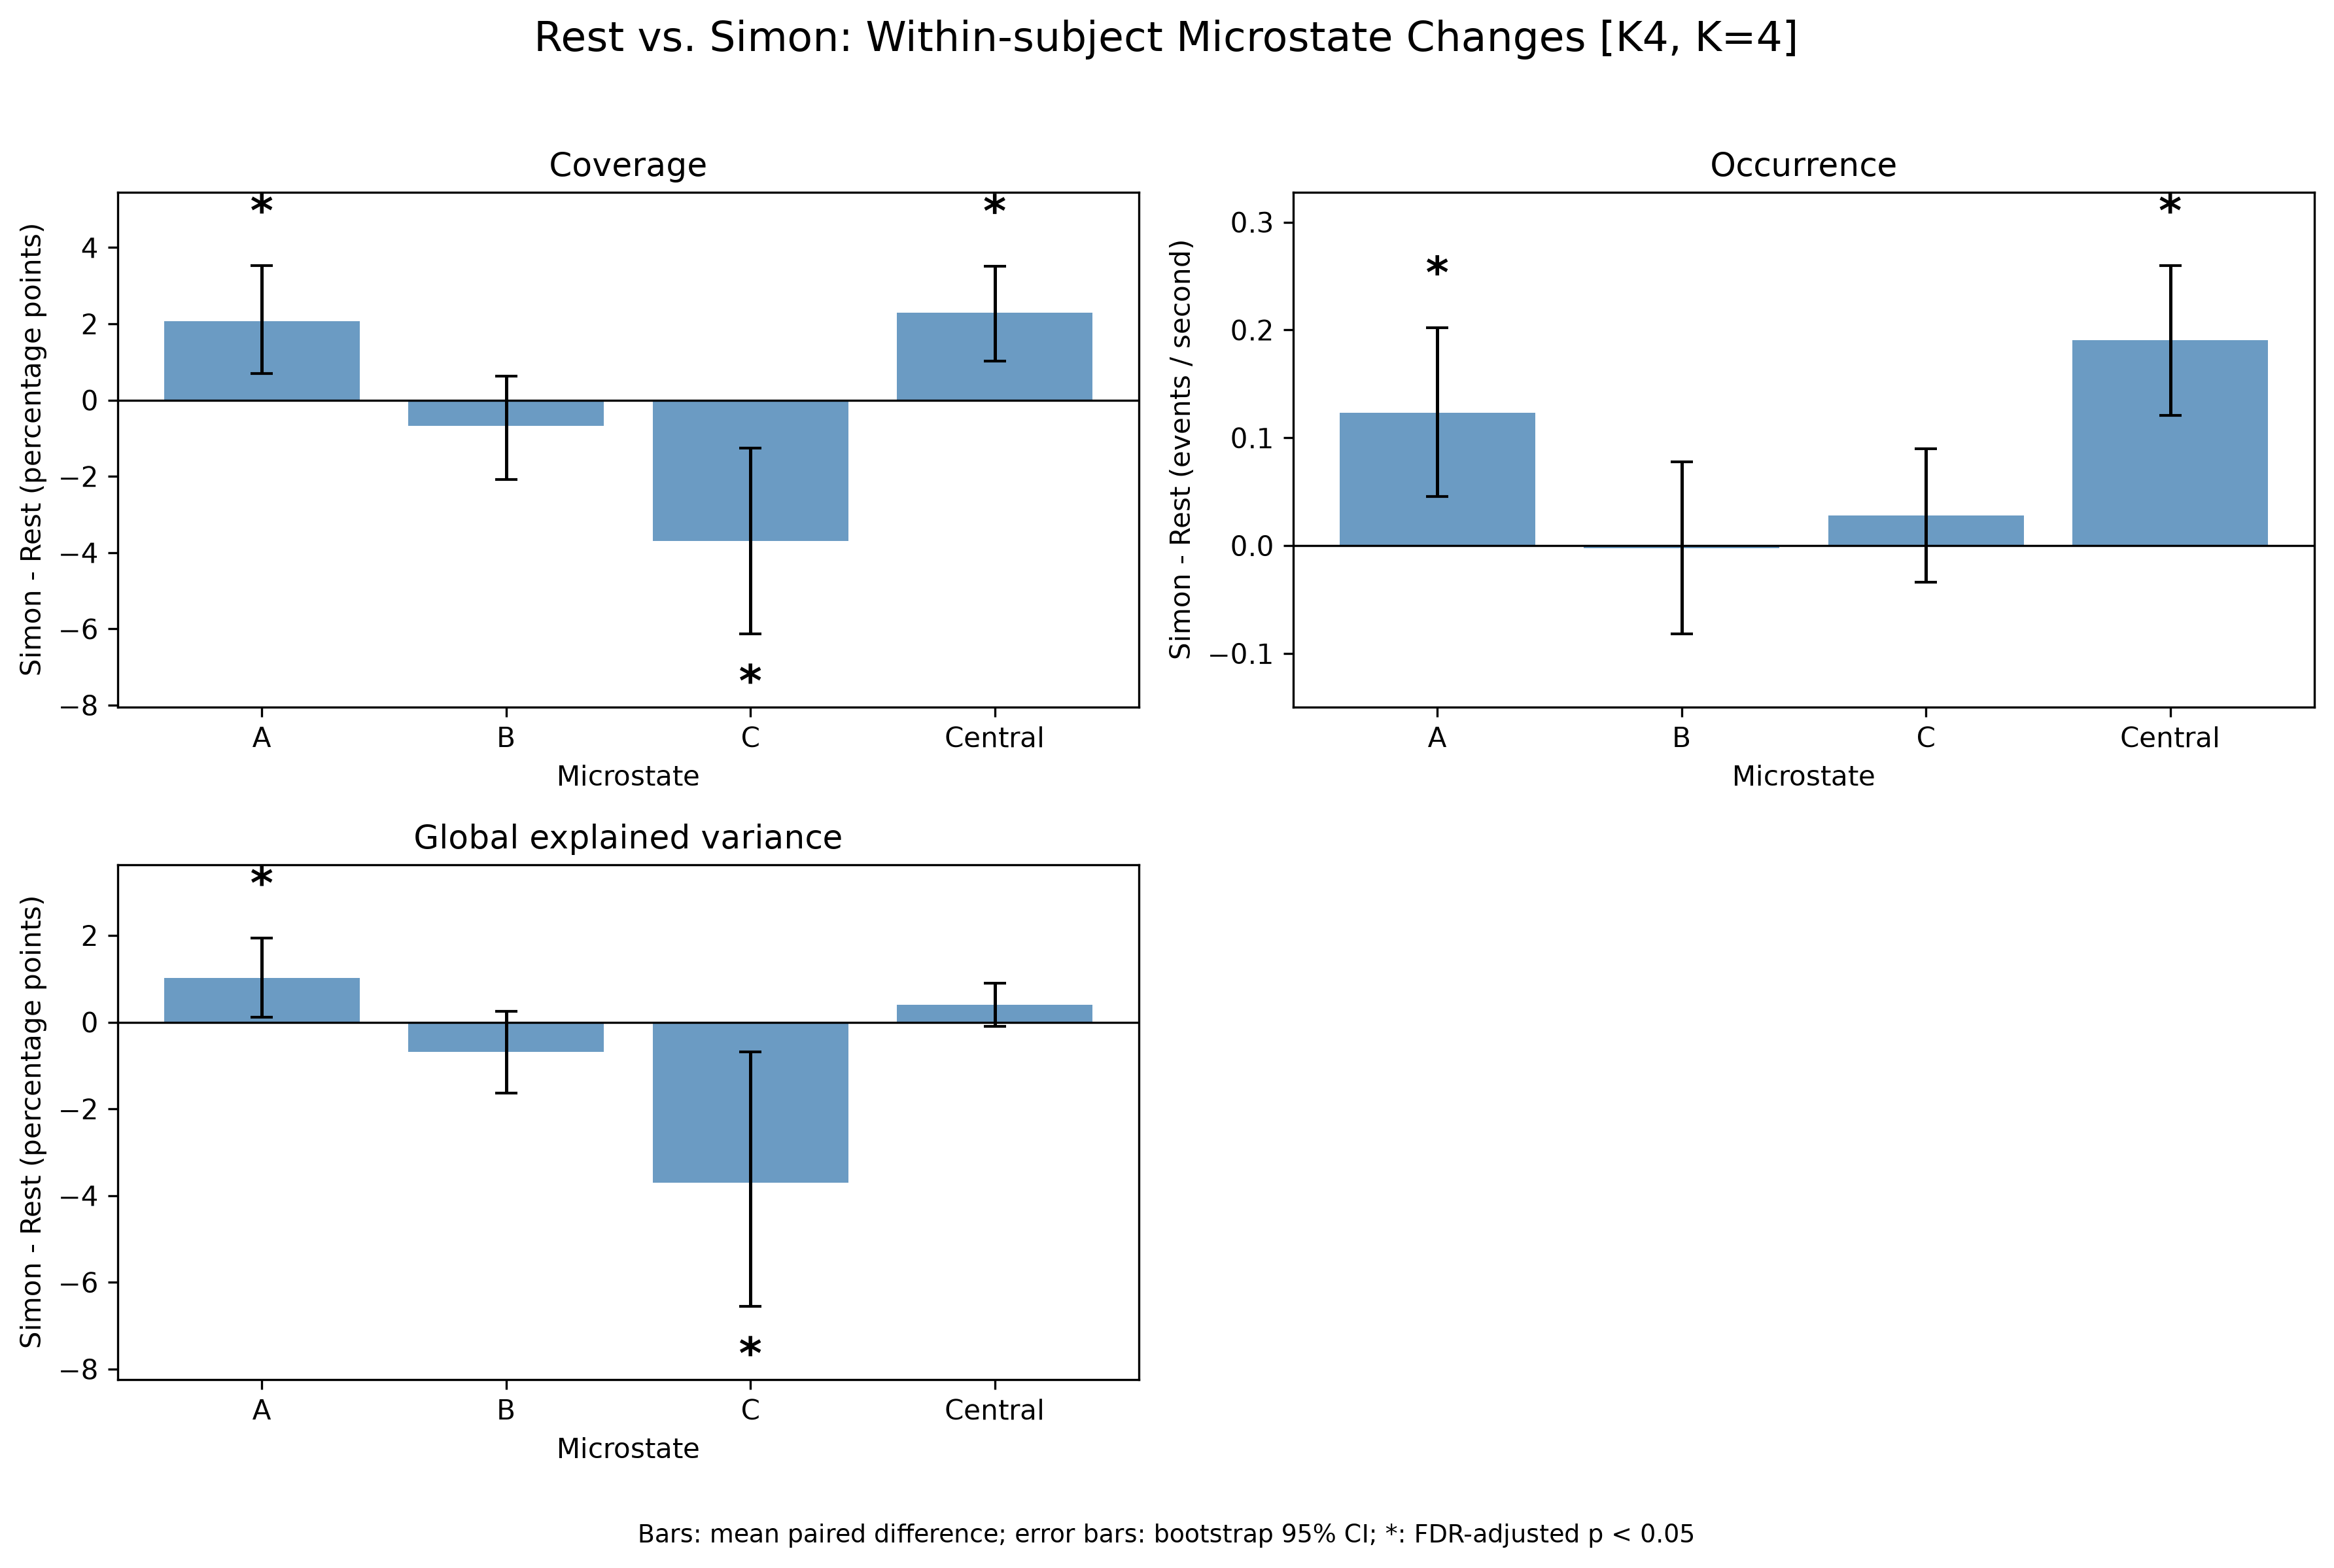 Rest vs. Simon: Within-subject Microstate Changes [K4, K=4]
Coverage
Simon - Rest (percentage points)
4
2
0
−2
−4
−6
−8
*
*
*
A B C Central
Microstate
Occurrence
Simon - Rest (events / second)
0.3
0.2
0.1
0.0
−0.1
*
*
A B C Central
Microstate
Global explained variance
Simon - Rest (percentage points)
2
0
−2
−4
−6
−8
*
*
A B C Central
Microstate
Bars: mean paired difference; error bars: bootstrap 95% CI; *: FDR-adjusted p < 0.05